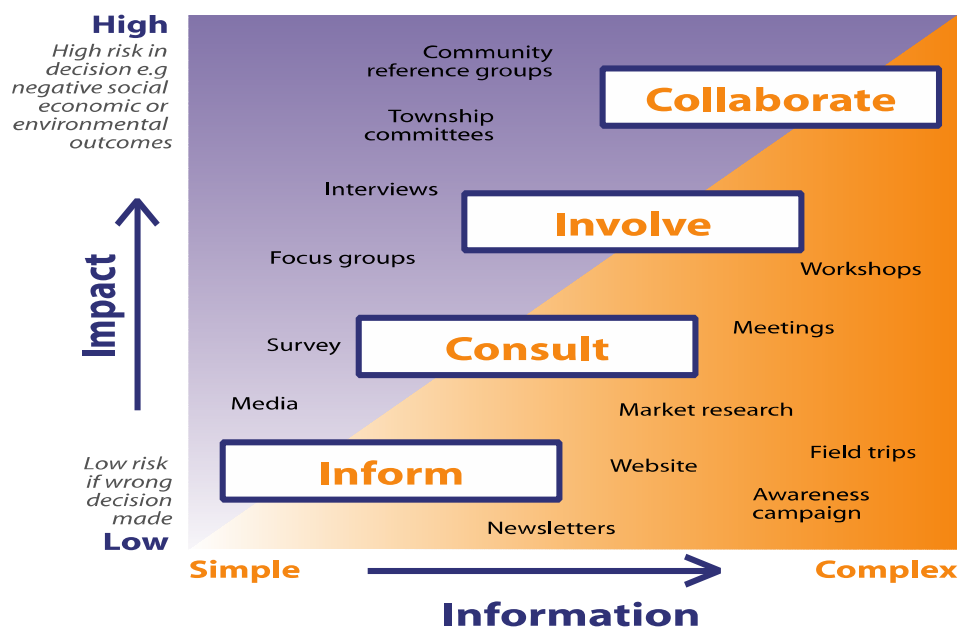 High
High risk in
decision e.g
negative social
economic or
environmental
outcomes
Community
reference groups
Collaborate
Township
committees
Interviews
Involve
Focus groups
Workshops
Impact
Survey
Consult
Meetings
Media
Market research
Low risk
if wrong
decision
made
Low
Inform
Website
Field trips
Awareness
campaign
Newsletters
Simple
Complex
Information